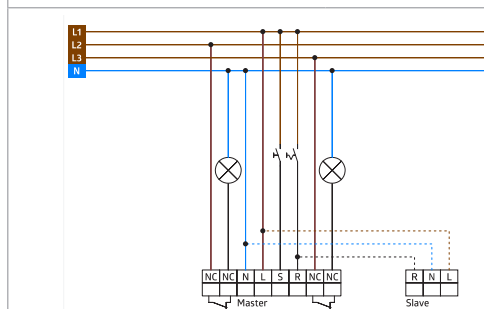 L1
L2
L3
N
NC NC N L S R NC NC R N L
Master Slave